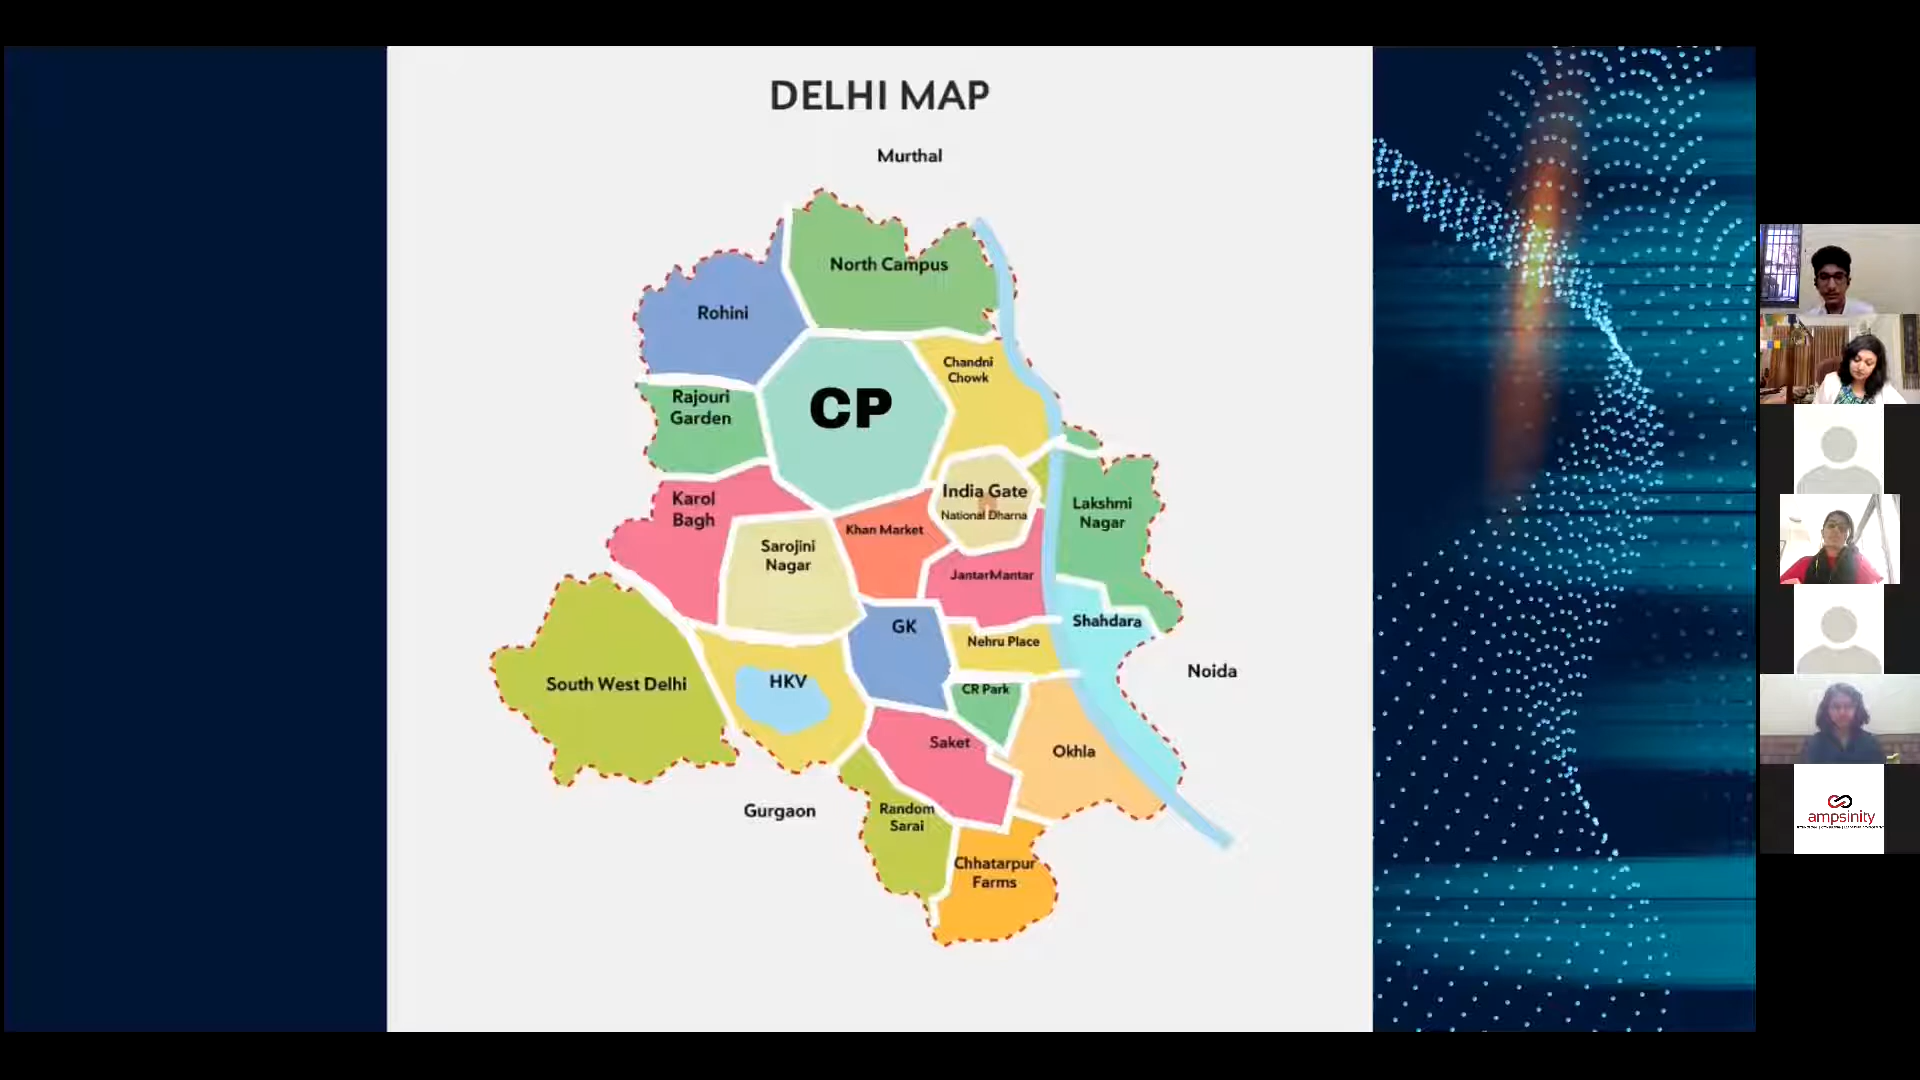 DELHI MAP
Murthal
North Campus
Rohini
Chandni
Chowk
Rajouri
Garden
CP
India Gate
National Dharna
Lakshmi
Nagar
Karol
Bagh
Khan Market
Sarojini
Nagar
JantarMantar
Shahdara
GK
Nehru Place
Noida
South West Delhi
HKV
CR Park
Saket
Okhla
Gurgaon
Random
Sarai
Chhatarpur
Farms
ampsinity